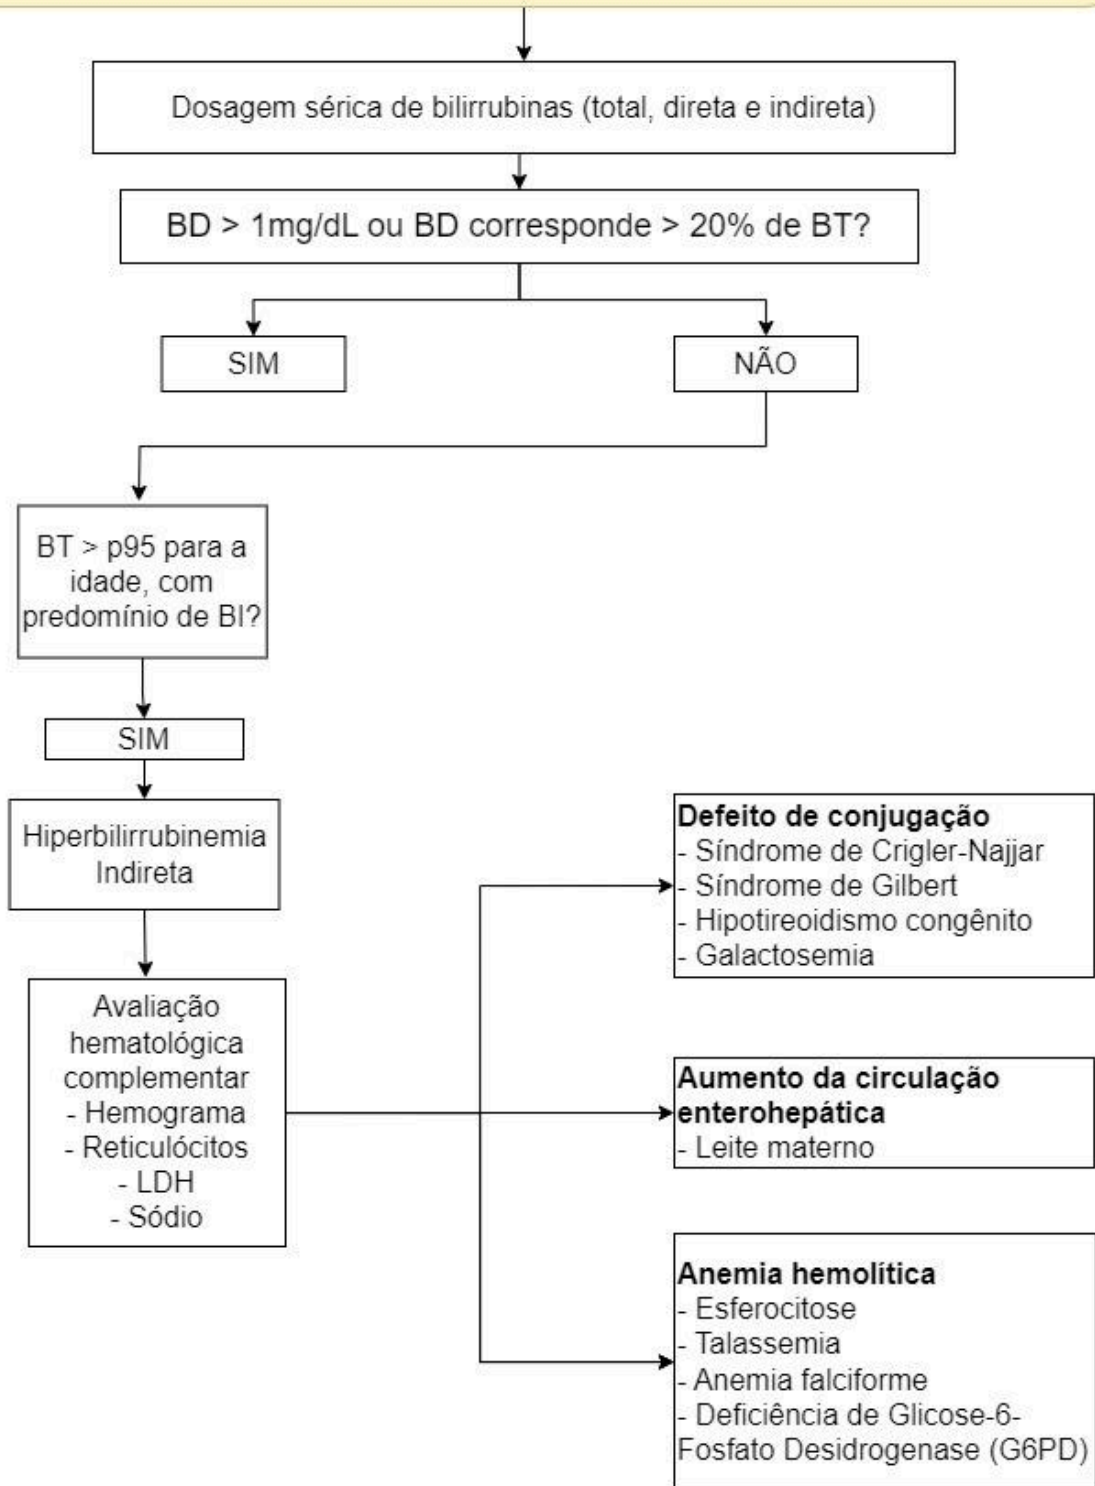 Dosagem sérica de bilirrubinas (total, direta e indireta)
BD > 1mg/dL ou BD corresponde > 20% de BT?
SIM
NÃO
BT > p95 para a
idade, com
predomínio de BI?
SIM
Hiperbilirrubinemia
Indireta
Avaliação
hematológica
complementar
- Hemograma
- Reticulócitos
- LDH
- Sódio
Defeito de conjugação
- Síndrome de Crigler-Najjar
- Síndrome de Gilbert
- Hipotireoidismo congênito
- Galactosemia
Aumento da circulação
enterohepática
- Leite materno
Anemia hemolítica
- Esferocitose
- Talassemia
- Anemia falciforme
- Deficiência de Glicose-6-
Fosfato Desidrogenase (G6PD)